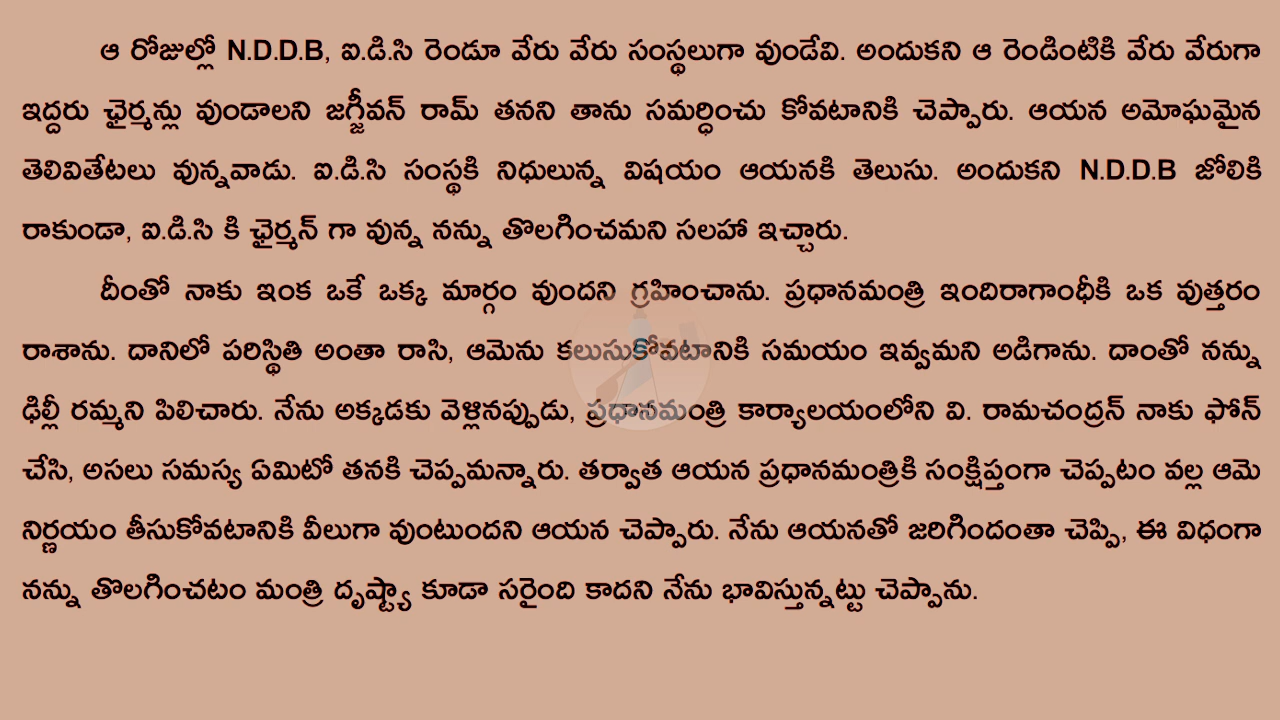 ఆ రోజుల్లో N.D.D.B, ఐ.డి.సి రెండూ వేరు వేరు సంస్థలుగా వుండేవి. అందుకని ఆ రెండింటికి వేరు వేరుగా
ఇద్దరు ఛైర్మన్లు వుండాలని జగ్జీవన్ రామ్ తనని తాను సమర్ధించు కోవటానికి చెప్పారు. ఆయన అమోఘమైన
తెలివితేటలు వున్నవాడు. ఐ.డి.సి సంస్థకి నిధులున్న విషయం ఆయనకి తెలుసు. అందుకని N.D.D.B జోలికి
రాకుండా, ఐ.డి.సి కి ఛైర్మన్ గా వున్న నన్ను తొలగించమని సలహా ఇచ్చారు.
దీంతో నాకు ఇంక ఒకే ఒక్క మార్గం వుందని గ్రహించాను. ప్రధానమంత్రి ఇందిరాగాంధీకి ఒక వుత్తరం
రాశాను. దానిలో పరిస్థితి అంతా రాసి, ఆమెను కలుసుకోవటానికి సమయం ఇవ్వమని అడిగాను. దాంతో నన్ను
ఢిల్లీ రమ్మని పిలిచారు. నేను అక్కడకు వెళ్లినప్పుడు, ప్రధానమంత్రి కార్యాలయంలోని వి. రామచంద్రన్ నాకు ఫోన్
చేసి, అసలు సమస్య ఏమిటో తనకి చెప్పమన్నారు. తర్వాత ఆయన ప్రధానమంత్రికి సంక్షిప్తంగా చెప్పటం వల్ల ఆమె
నిర్ణయం తీసుకోవటానికి వీలుగా వుంటుందని ఆయన చెప్పారు. నేను ఆయనతో జరిగిందంతా చెప్పి, ఈ విధంగా
నన్ను తొలగించటం మంత్రి దృష్ట్యా కూడా సరైంది కాదని నేను భావిస్తున్నట్టు చెప్పాను.